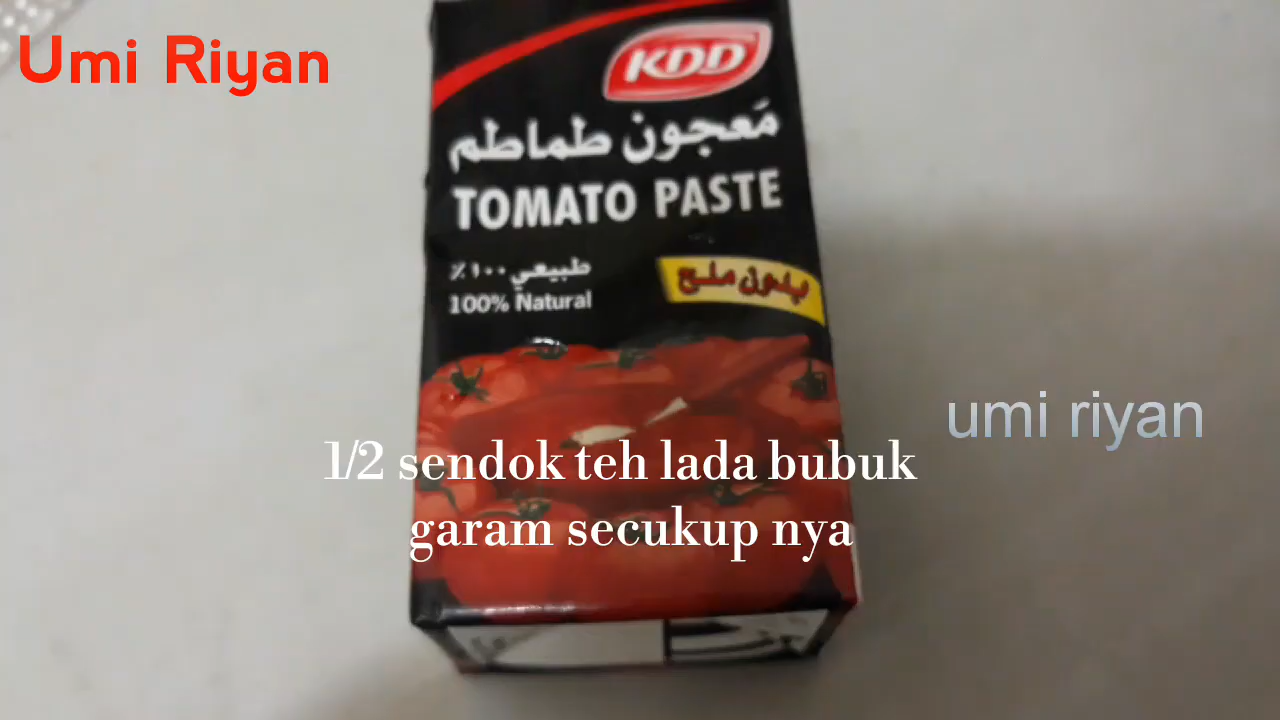 Umi Riyan
KDD
مَعجون طماطم
TOMATO PASTE
طبيعي ١٠٠٪
100% Natural
بدون ملح
umi riyan
1/2 sendok teh lada bubuk
garam secukup nya